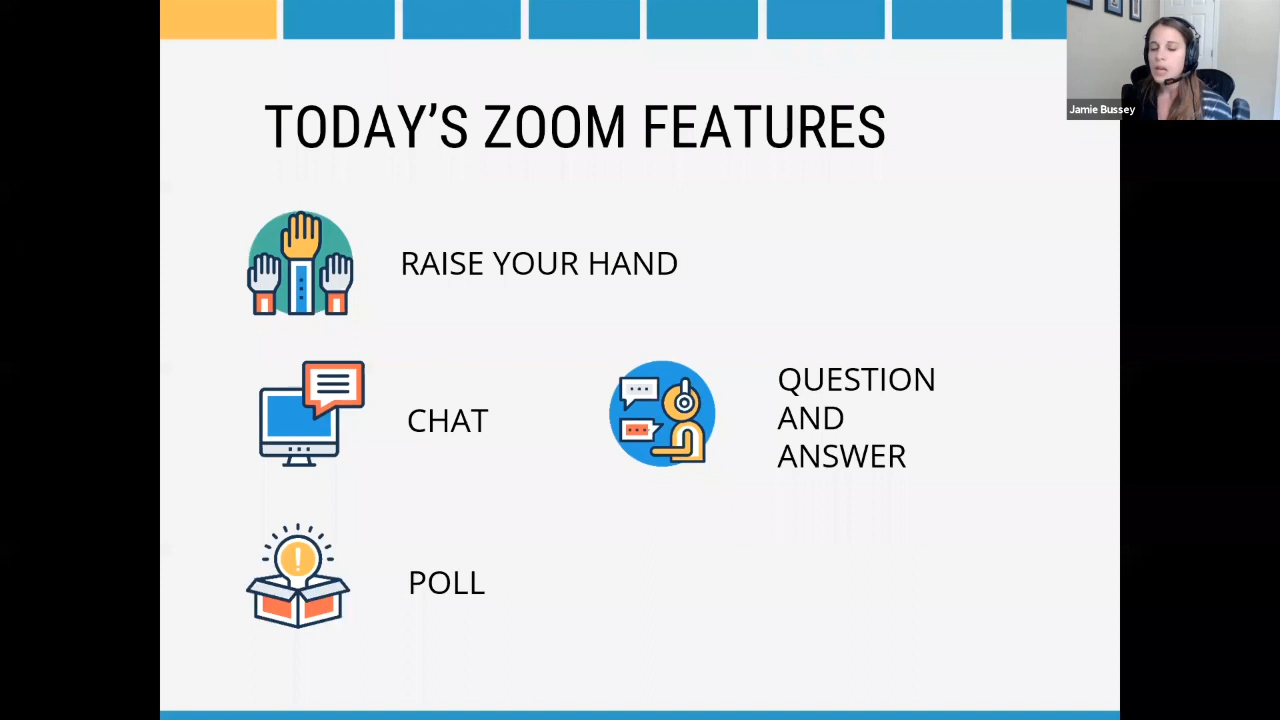 TODAY’S ZOOM FEATURES
Jamie Bussey
RAISE YOUR HAND
CHAT
QUESTION
AND
ANSWER
POLL